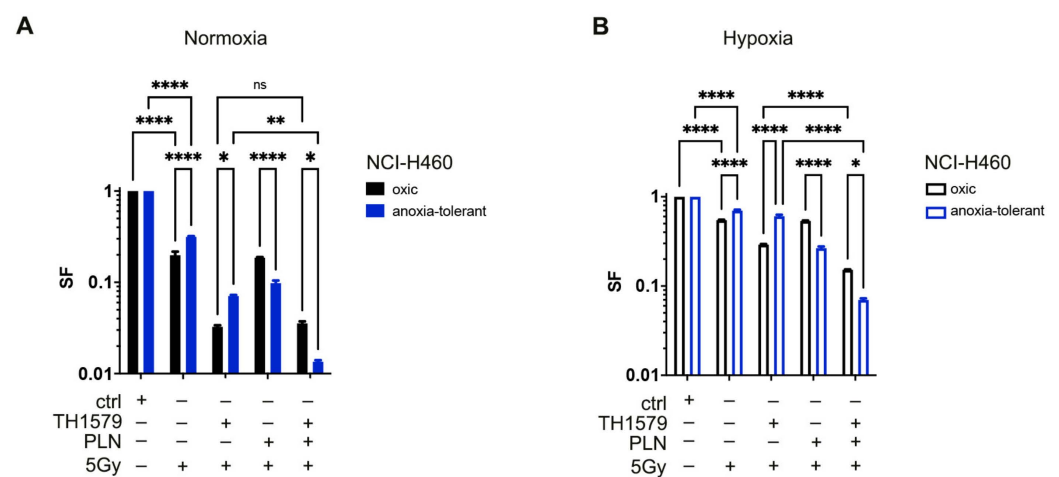 A
Normoxia
ns
**** 
**** **
**** * **** *
NCI-H460
oxic
anoxia-tolerant
SF
1
0.1
0.01
ctrl + – – – –
TH1579 – – + – +
PLN – – – + +
5Gy – + + + +
B
Hypoxia
**** ****
**** **** ****
**** **** *
NCI-H460
oxic
anoxia-tolerant
SF
1
0.1
0.01
ctrl + – – – –
TH1579 – – + – +
PLN – – – + +
5Gy – + + + +